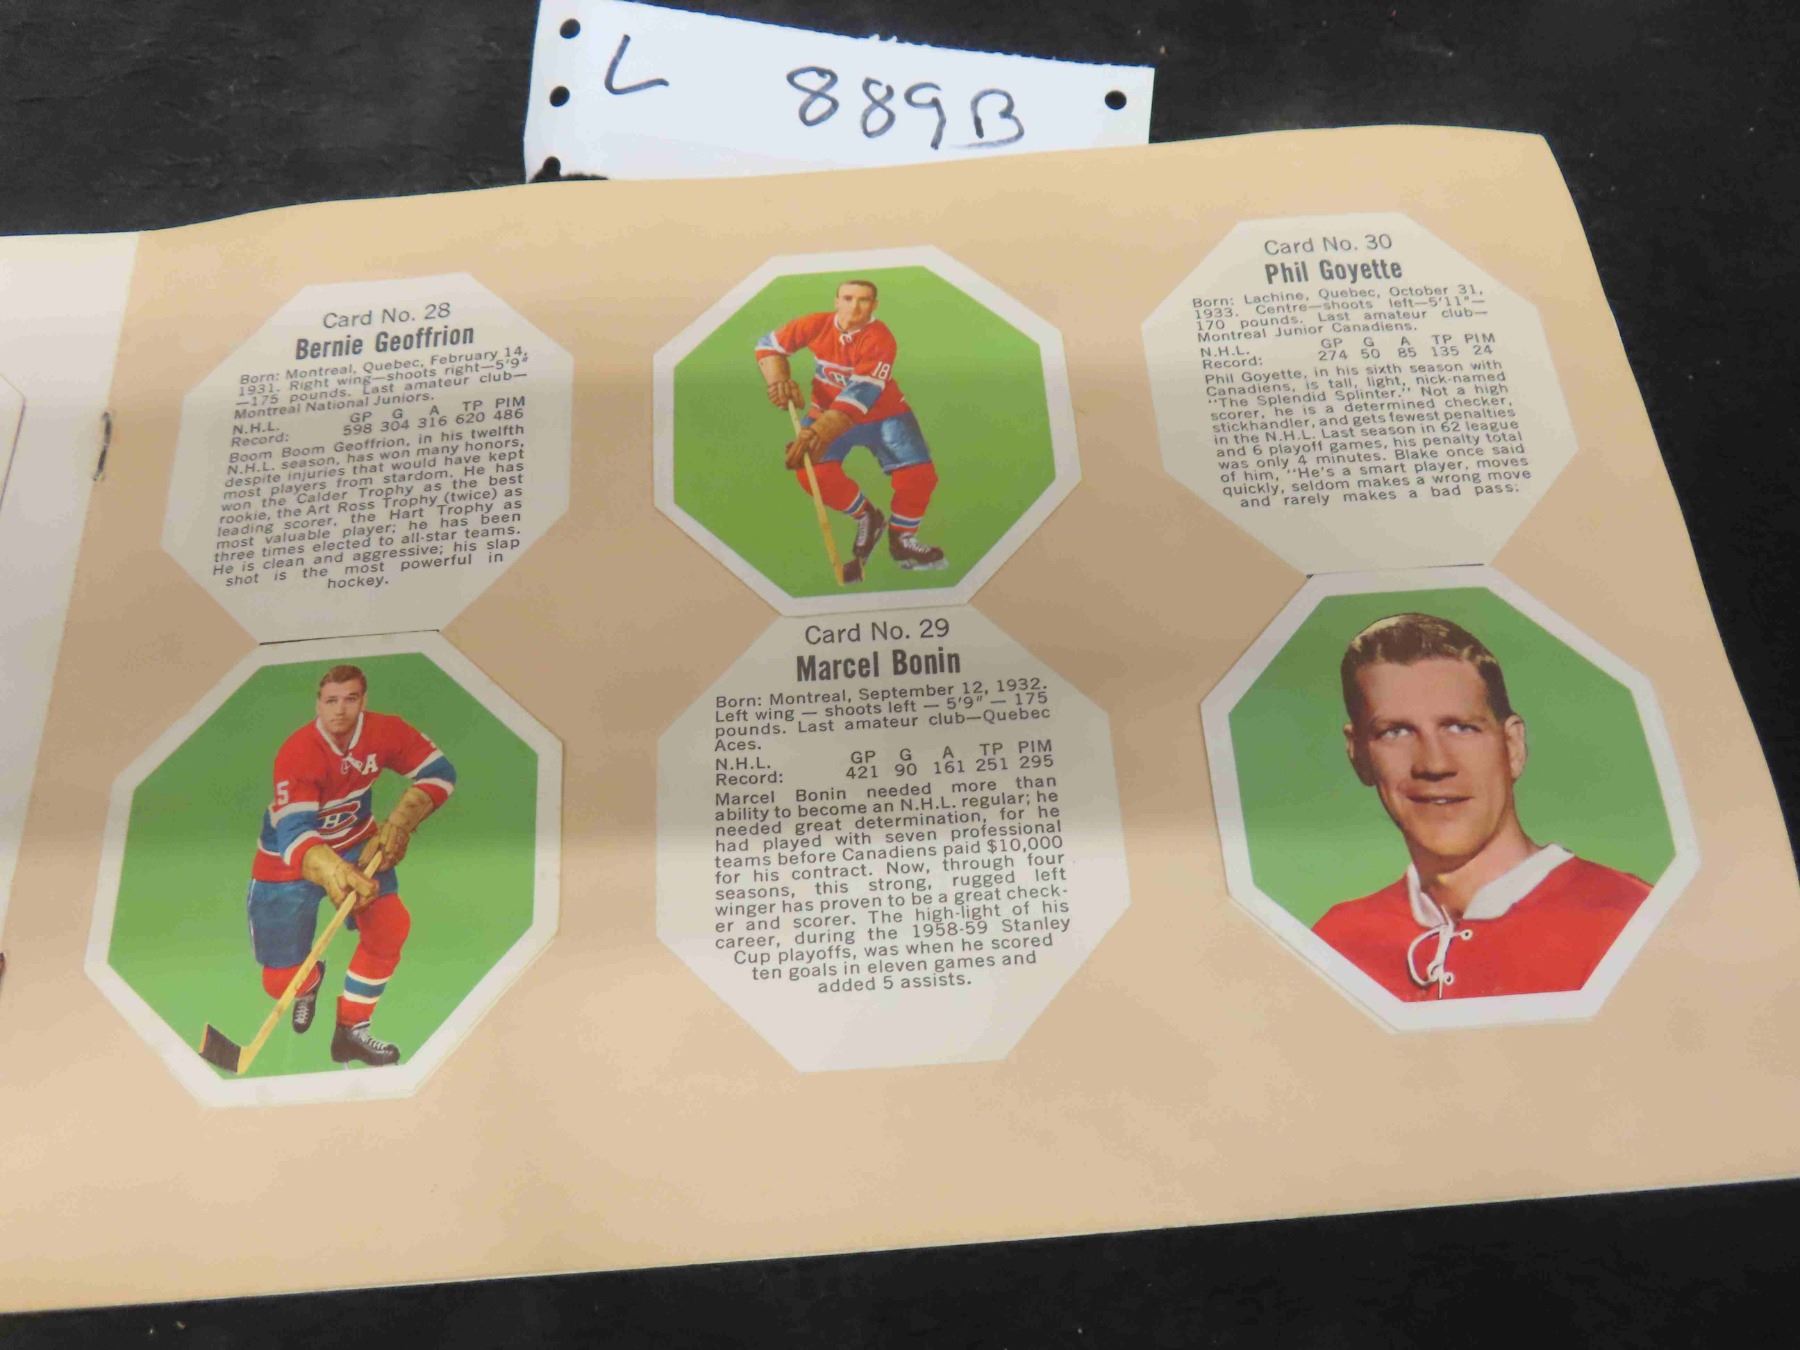 L 889B
Card No. 28
Bernie Geoffrion
Born: Montreal, Quebec, February 14,
1931. Right wing—shoots right—5'9"
—175 pounds. Last amateur club—
Montreal National Juniors.
N.H.L. GP G A TP PIM
Record: 598 304 316 620 486
Boom Boom Geoffrion, in his twelfth
N.H.L. season, has won many honors,
despite injuries that would have kept
most players from stardom. He has
won the Calder Trophy as the best
rookie, the Art Ross Trophy (twice) as
leading scorer, the Hart Trophy as
most valuable player; he has been
three times elected to all-star teams.
He is clean and aggressive; his slap
shot is the most powerful in
hockey.
5
A
H
18
H
Card No. 29
Marcel Bonin
Born: Montreal, September 12, 1932.
Left wing — shoots left — 5'9" — 175
pounds. Last amateur club—Quebec
Aces.
N.H.L. GP G A TP PIM
Record: 421 90 161 251 295
Marcel Bonin needed more than
ability to become an N.H.L. regular; he
needed great determination, for he
had played with seven professional
teams before Canadiens paid $10,000
for his contract. Now, through four
seasons, this strong, rugged left
winger has proven to be a great check-
er and scorer. The high-light of his
career, during the 1958-59 Stanley
Cup playoffs, was when he scored
ten goals in eleven games and
added 5 assists.
Card No. 30
Phil Goyette
Born: Lachine, Quebec, October 31,
1933. Centre—shoots left—5'11"—
170 pounds. Last amateur club—
Montreal Junior Canadiens.
N.H.L. GP G A TP PIM
Record: 274 50 85 135 24
Phil Goyette, in his sixth season with
Canadiens, is tall, light, nick-named
"The Splendid Splinter." Not a high
scorer, he is a determined checker,
stickhandler, and gets fewest penalties
in the N.H.L. Last season in 62 league
and 6 playoff games, his penalty total
was only 4 minutes. Blake once said
of him, "He's a smart player, moves
quickly, seldom makes a wrong move
and rarely makes a bad pass: